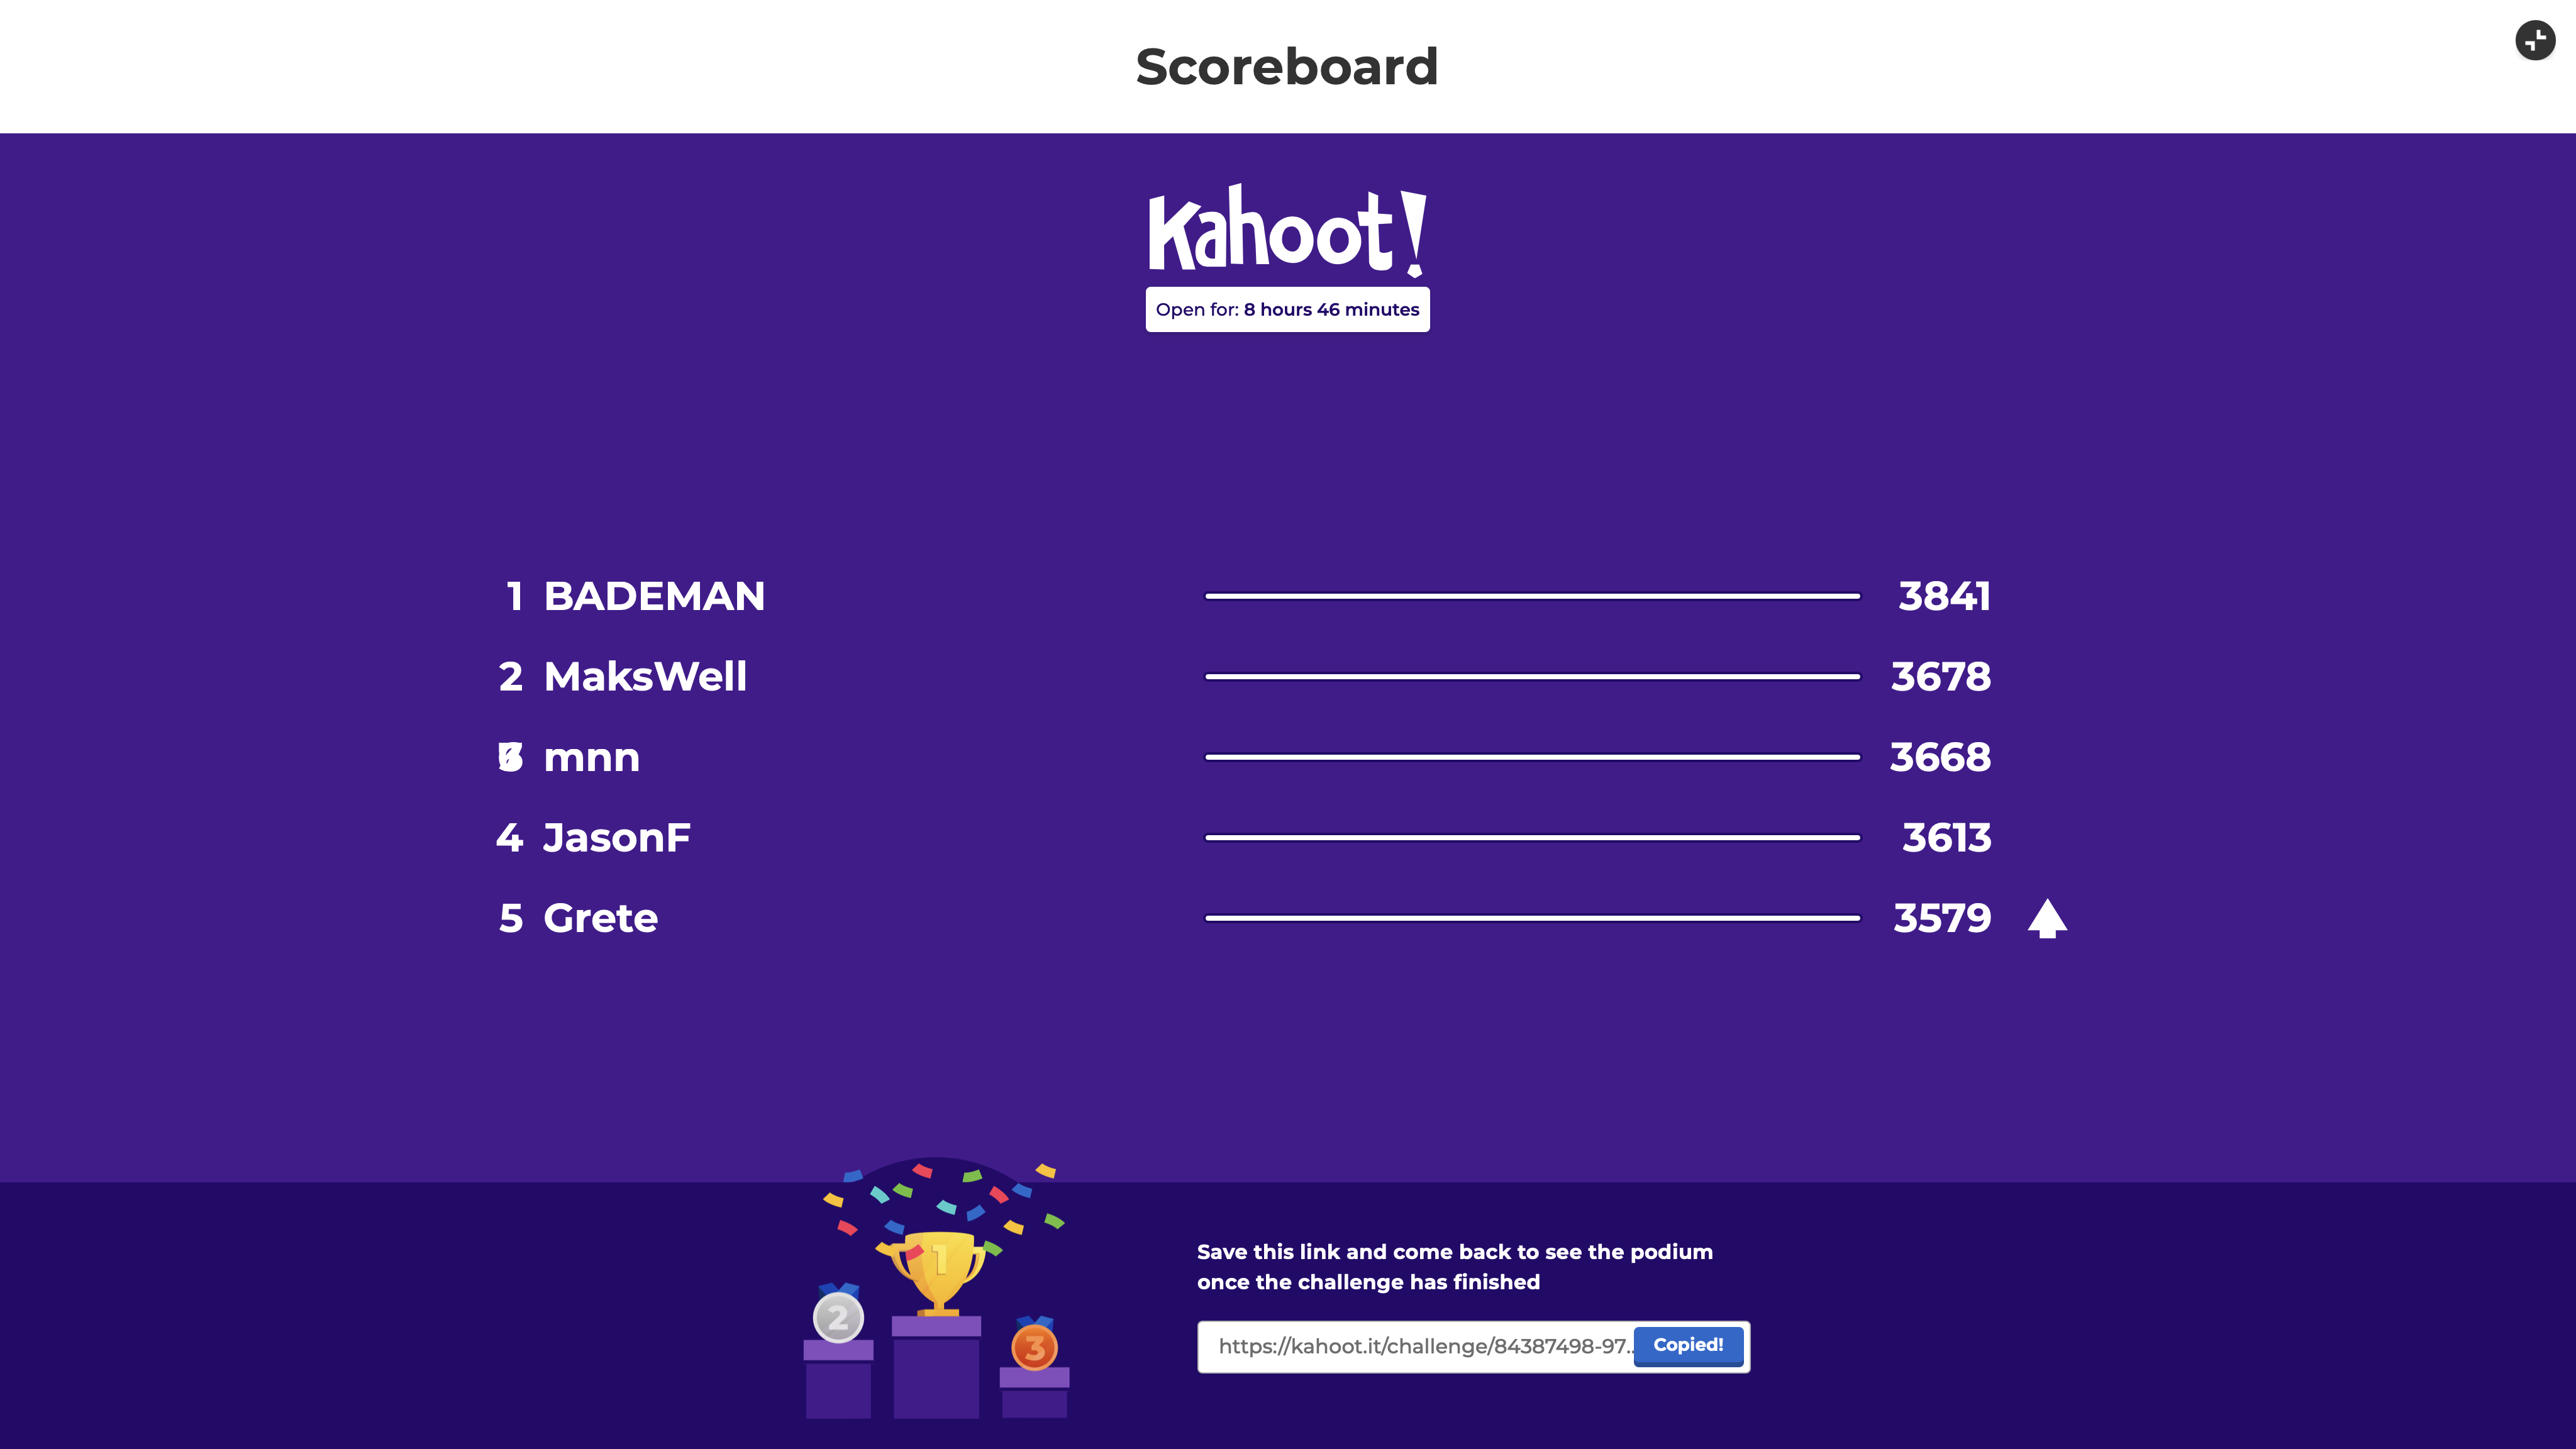 Scoreboard
Kahoot!
Open for: 8 hours 46 minutes
1 BADEMAN 3841
2 MaksWell 3678
mnn 3668
4 JasonF 3613
5 Grete 3579
1
2
3
Save this link and come back to see the podium
once the challenge has finished
https://kahoot.it/challenge/84387498-97.. Copied!